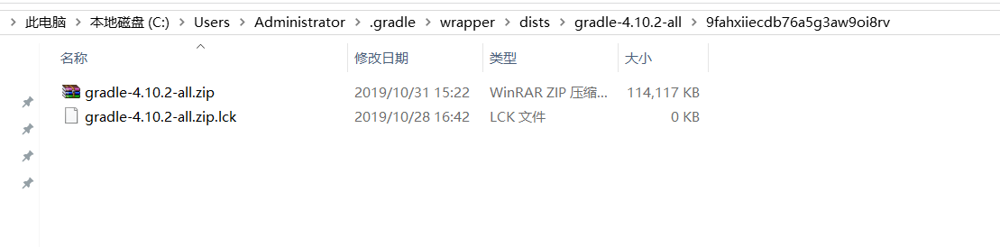 此电脑 > 本地磁盘 (C:) > Users > Administrator > .gradle > wrapper > dists > gradle-4.10.2-all > 9fahxiiecdb76a5g3aw9oi8rv
名称 修改日期 类型 大小
gradle-4.10.2-all.zip 2019/10/31 15:22 WinRAR ZIP 压缩... 114,117 KB
gradle-4.10.2-all.zip.lck 2019/10/28 16:42 LCK 文件 0 KB